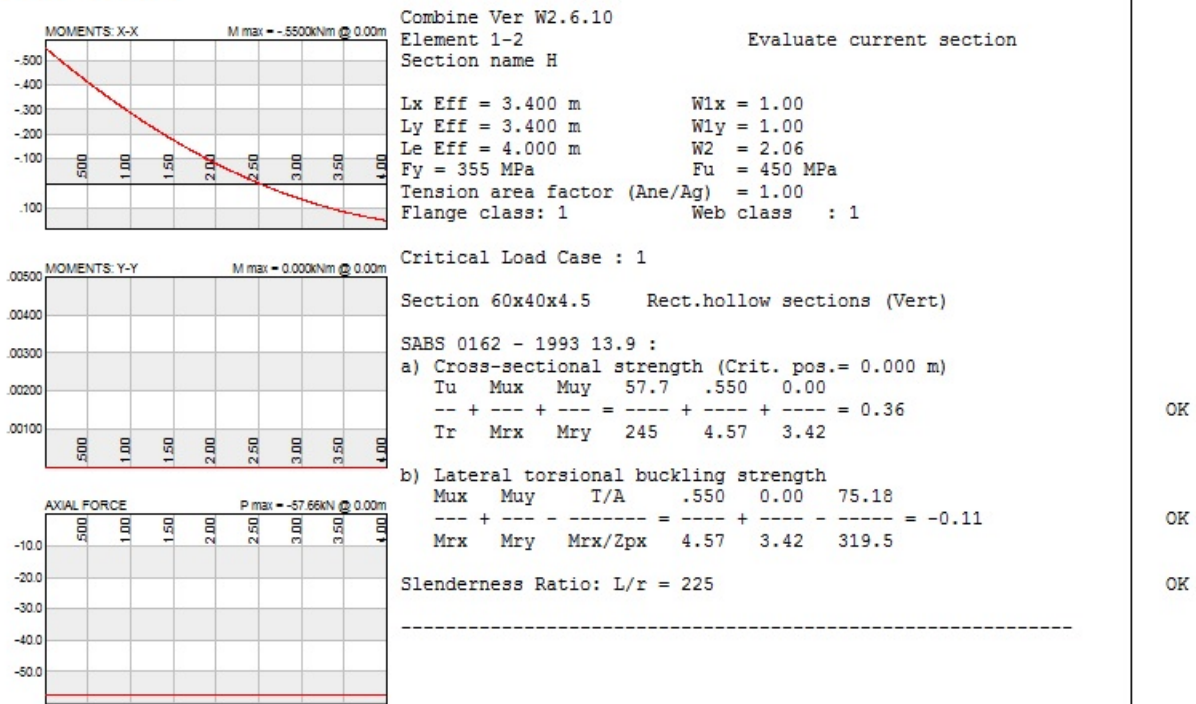 MOMENTS: X-X M max = -.5500kNm @ 0.00m
-.500
-.400
-.300
-.200
-.100
.100
.500 1.00 1.50 2.00 2.50 3.00 3.50 4.00
MOMENTS: Y-Y M max = 0.000kNm @ 0.00m
.00500
.00400
.00300
.00200
.00100
.500 1.00 1.50 2.00 2.50 3.00 3.50 4.00
AXIAL FORCE P max = -57.66kN @ 0.00m
.500 1.00 1.50 2.00 2.50 3.00 3.50 4.00
-10.0
-20.0
-30.0
-40.0
-50.0
Combine Ver W2.6.10
Element 1-2 Evaluate current section
Section name H
Lx Eff = 3.400 m W1x = 1.00
Ly Eff = 3.400 m W1y = 1.00
Le Eff = 4.000 m W2 = 2.06
Fy = 355 MPa Fu = 450 MPa
Tension area factor (Ane/Ag) = 1.00
Flange class: 1 Web class : 1
Critical Load Case : 1
Section 60x40x4.5 Rect.hollow sections (Vert)
SABS 0162 - 1993 13.9 :
a) Cross-sectional strength (Crit. pos.= 0.000 m)
Tu Mux Muy 57.7 .550 0.00
-- + --- + --- = ---- + ---- + ---- = 0.36 OK
Tr Mrx Mry 245 4.57 3.42
b) Lateral torsional buckling strength
Mux Muy T/A .550 0.00 75.18
--- + --- - ------- = ---- + ---- - ----- = -0.11 OK
Mrx Mry Mrx/Zpx 4.57 3.42 319.5
Slenderness Ratio: L/r = 225 OK
------------------------------------------------------------